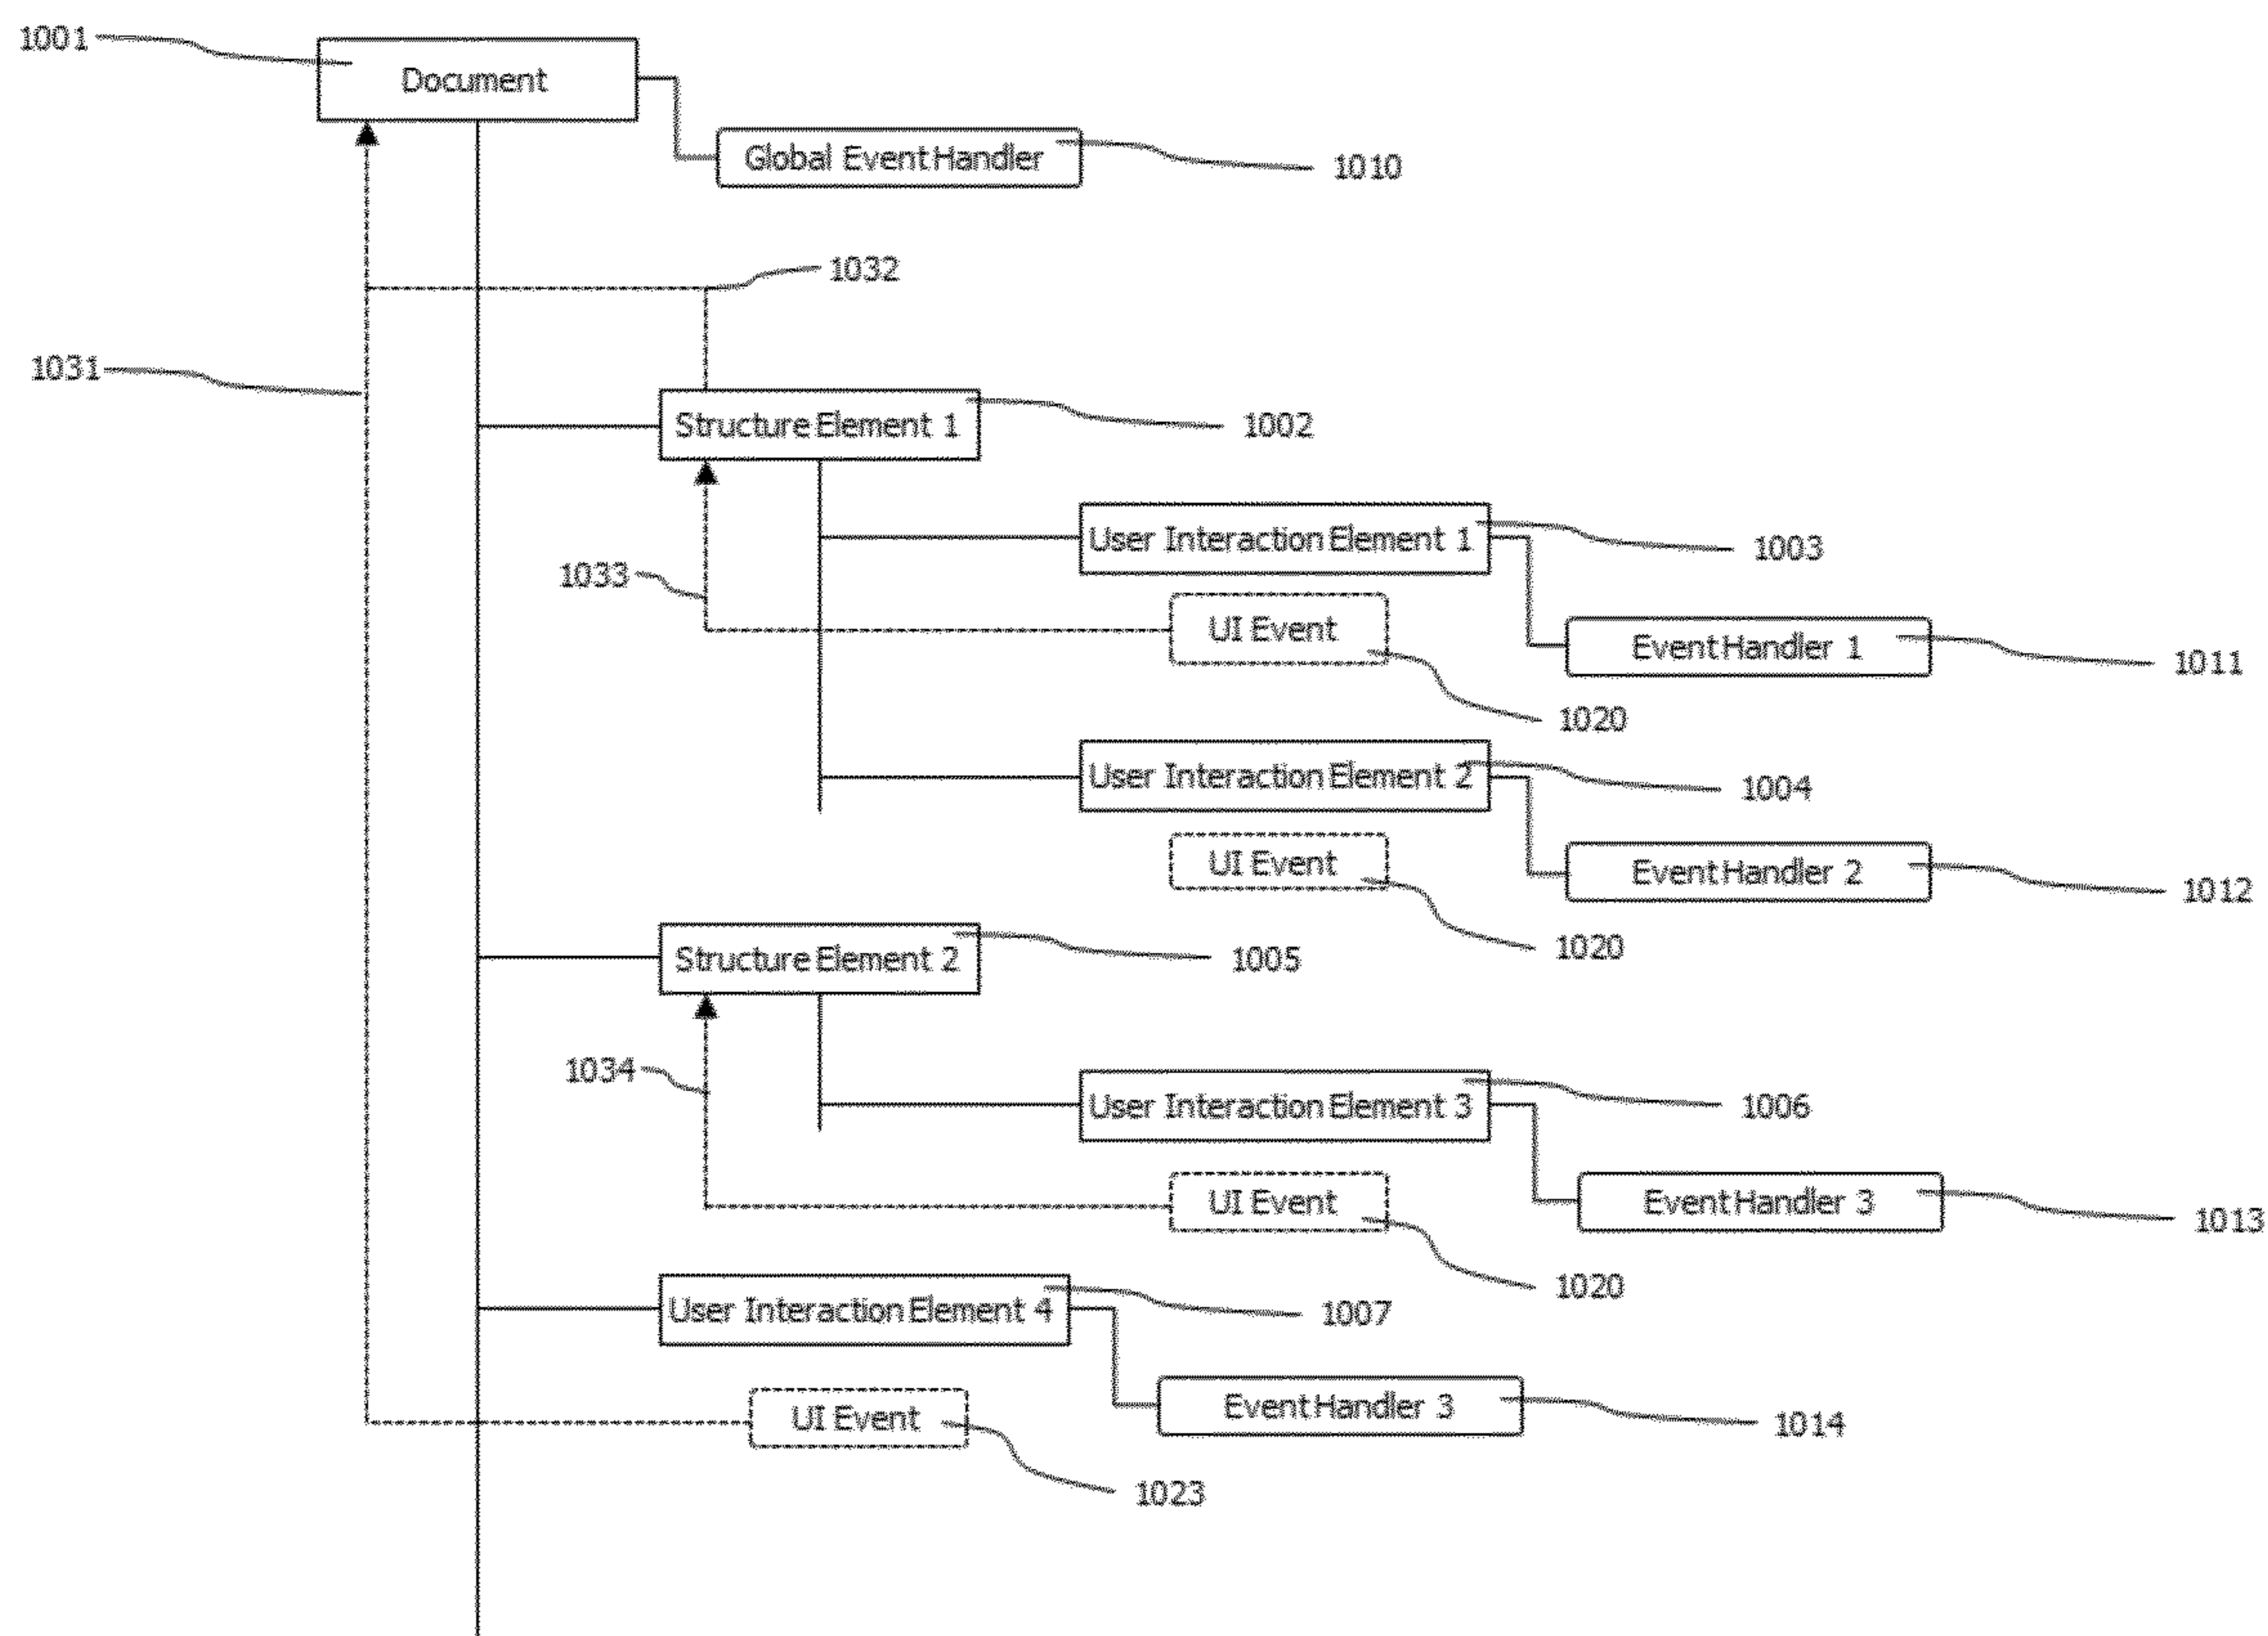 1001
Document
Global Event Handler
1010
1032
1031
Structure Element 1
1002
User Interaction Element 1
1003
1033
UI Event
Event Handler 1
1011
1020
User Interaction Element 2
1004
UI Event
Event Handler 2
1012
1020
Structure Element 2
1005
1034
User Interaction Element 3
1006
UI Event
Event Handler 3
1013
1020
User Interaction Element 4
1007
UI Event
Event Handler 3
1014
1023